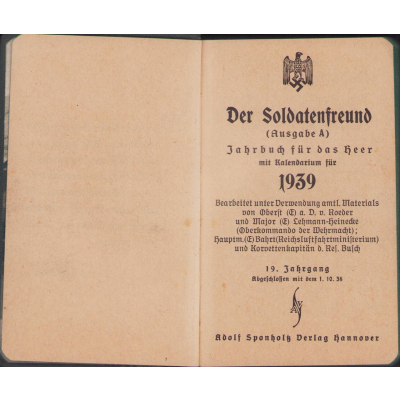 Der Soldatenfreund
(Ausgabe A)
Jahrbuch für das Heer
mit Kalendarium für
1939
Bearbeitet unter Verwendung amtl. Materials
von Oberst (E) a. D. v. Roeder
und Major (E) Lehmann-Heinecke
(Oberkommando der Wehrmacht);
Hauptm. (E) Bahrt (Reichsluftfahrtministerium)
und Korvettenkapitän d. Res. Busch
19. Jahrgang
Abgeschlossen mit dem 1. 10. 38
Adolf Sponholtz Verlag Hannover